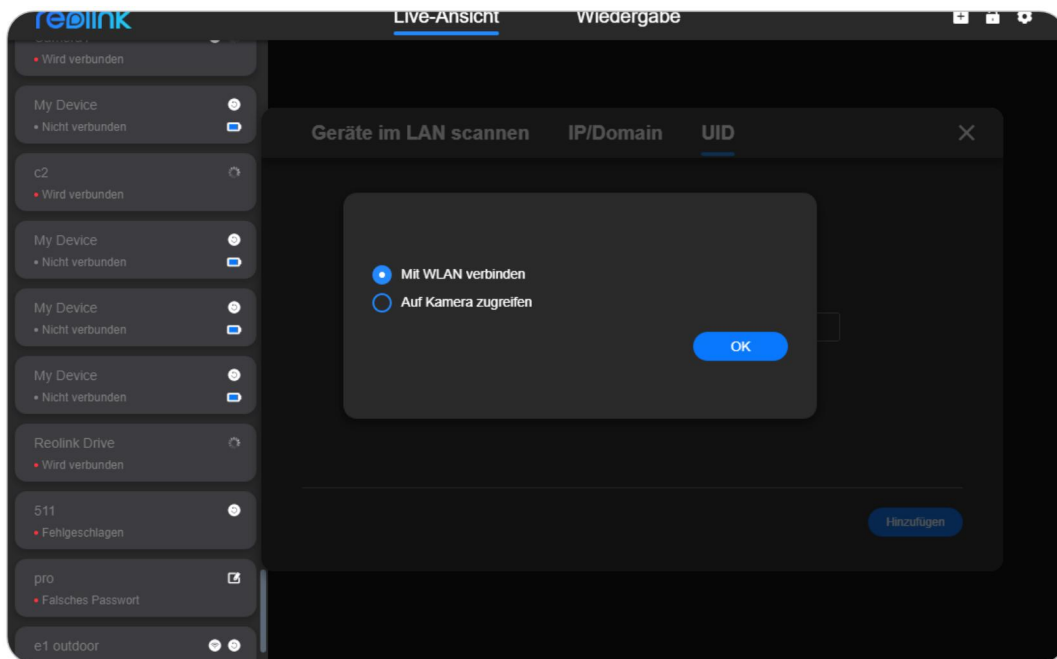 reolink
Live-Ansicht
Wiedergabe
Wird verbunden
My Device
Nicht verbunden
c2
Wird verbunden
My Device
Nicht verbunden
My Device
Nicht verbunden
My Device
Nicht verbunden
Reolink Drive
Wird verbunden
511
Fehlgeschlagen
pro
Falsches Passwort
e1 outdoor
Geräte im LAN scannen
IP/Domain
UID
Mit WLAN verbinden
Auf Kamera zugreifen
OK
Hinzufügen